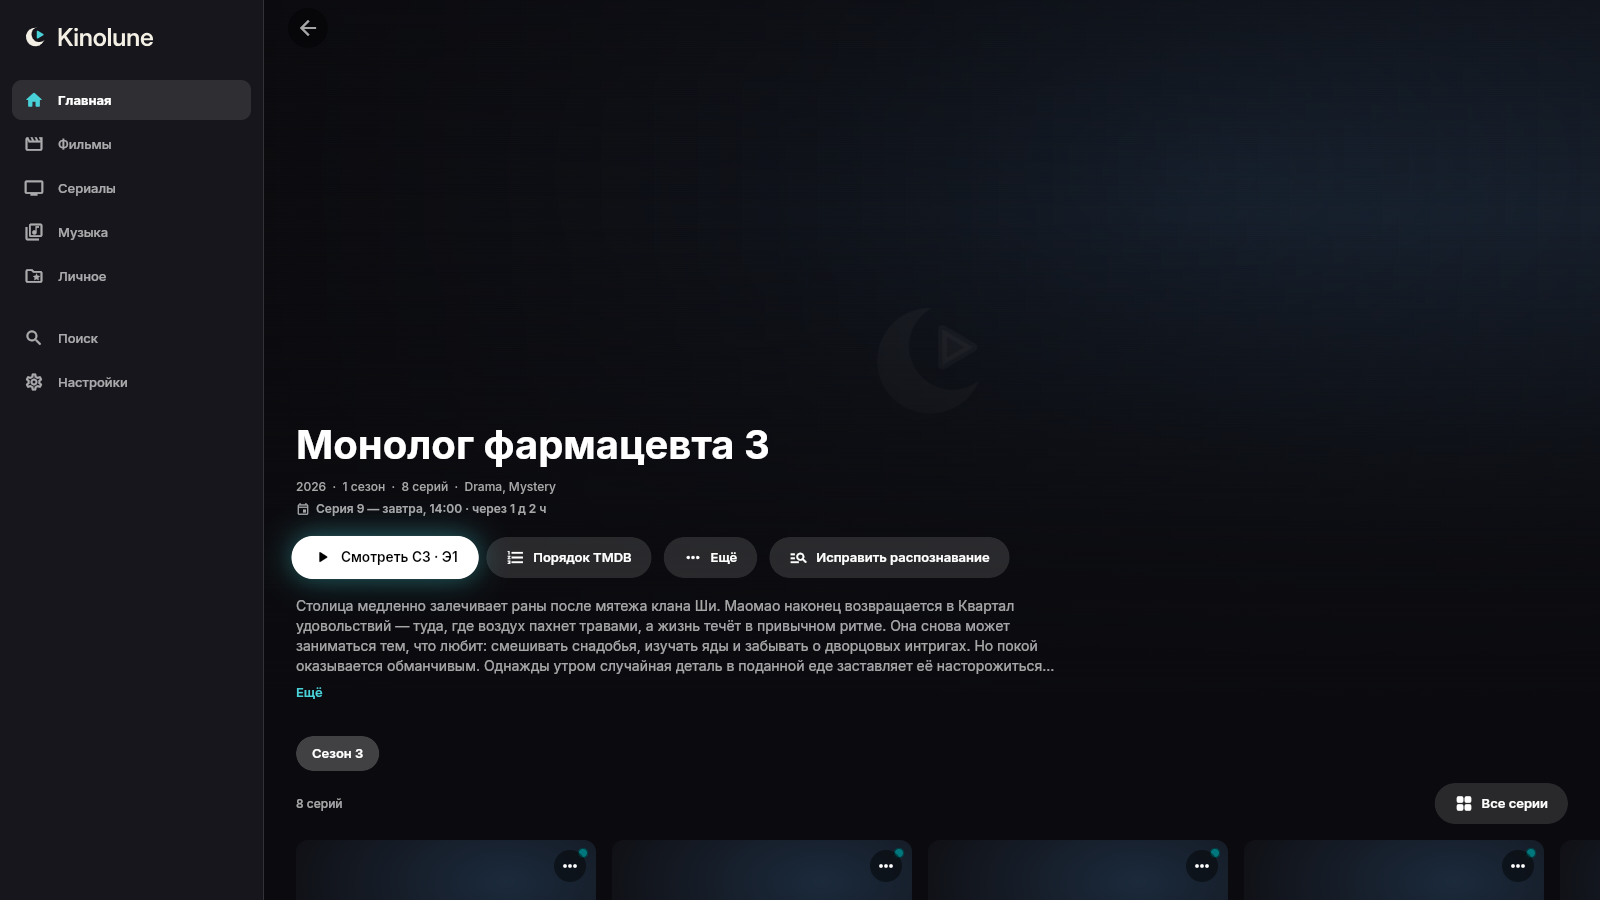 Kinolune
Главная
Фильмы
Сериалы
Музыка
Личное
Поиск
Настройки
Монолог фармацевта 3
2026 · 1 сезон · 8 серий · Drama, Mystery
Серия 9 — завтра, 14:00 · через 1 д 2 ч
Смотреть С3 · Э1
Порядок TMDB
Ещё
Исправить распознавание
Столица медленно залечивает раны после мятежа клана Ши. Маомао наконец возвращается в Квартал
удовольствий — туда, где воздух пахнет травами, а жизнь течёт в привычном ритме. Она снова может
заниматься тем, что любит: смешивать снадобья, изучать яды и забывать о дворцовых интригах. Но покой
оказывается обманчивым. Однажды утром случайная деталь в поданной еде заставляет её насторожиться...
Ещё
Сезон 3
8 серий
Все серии